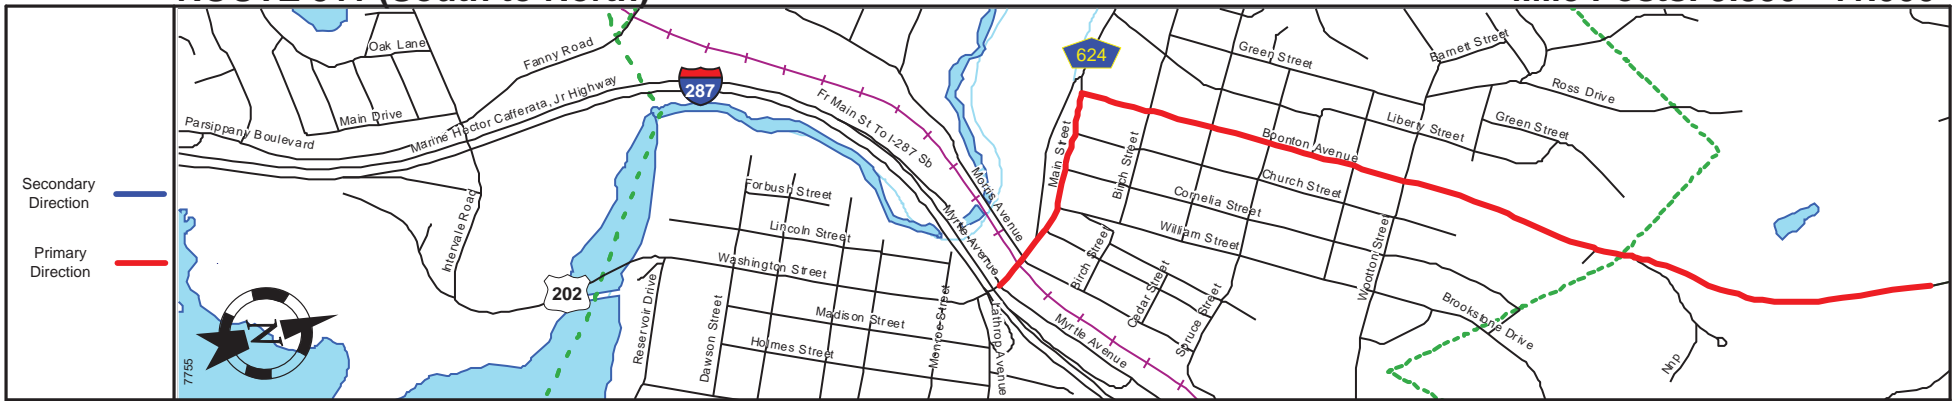 Secondary
Direction
Primary
Direction
Oak Lane
Fanny Road
Main Drive
Parsippany Boulevard
Marine Hector Cafferata, Jr Highway
287
Fr Main St To I-287 Sb
624
Green Street
Barnett Street
Ross Drive
Liberty Street
Green Street
Boonton Avenue
Main Street
Birch Street
Church Street
Cornelia Street
William Street
Morris Avenue
Myrtle Avenue
Forbush Street
Lincoln Street
Washington Street
Intervale Road
202
Reservoir Drive
Dawson Street
Madison Street
Holmes Street
Monroe Street
Lathrop Avenue
Myrtle Avenue
Birch Street
Cedar Street
Spruce Street
Wootton Street
Brookstone Drive
Nnp
N
7755